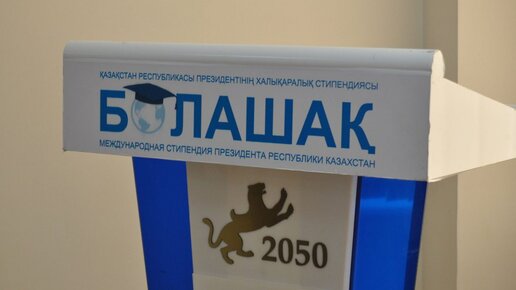 ҚАЗАҚСТАН РЕСПУБЛИКАСЫ ПРЕЗИДЕНТІНІҢ ХАЛЫҚАРАЛЫҚ СТИПЕНДИЯСЫ
БОЛАШАҚ
МЕЖДУНАРОДНАЯ СТИПЕНДИЯ ПРЕЗИДЕНТА РЕСПУБЛИКИ КАЗАХСТАН
2050